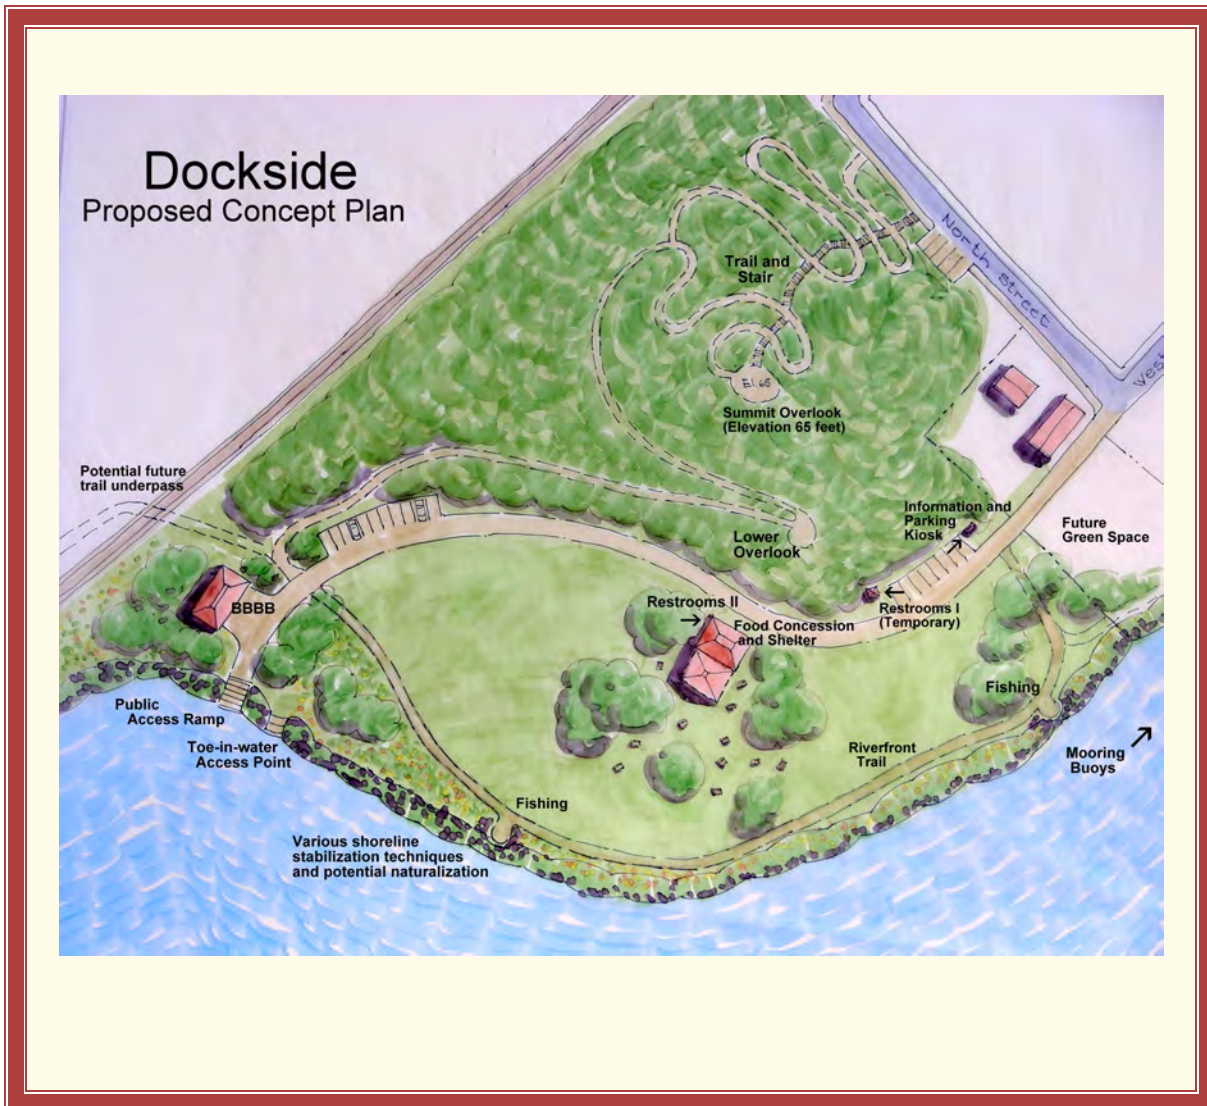 Dockside
Proposed Concept Plan
North street
West
Trail and
Stair
El 65
Summit Overlook
(Elevation 65 feet)
Potential future
trail underpass
Information and
Parking
Kiosk
Future
Green Space
Lower
Overlook
BBBB
Restrooms II
Food Concession
and Shelter
Restrooms I
(Temporary)
Fishing
Public
Access Ramp
Toe-in-water
Access Point
Riverfront
Trail
Mooring
Buoys
Fishing
Various shoreline
stabilization techniques
and potential naturalization